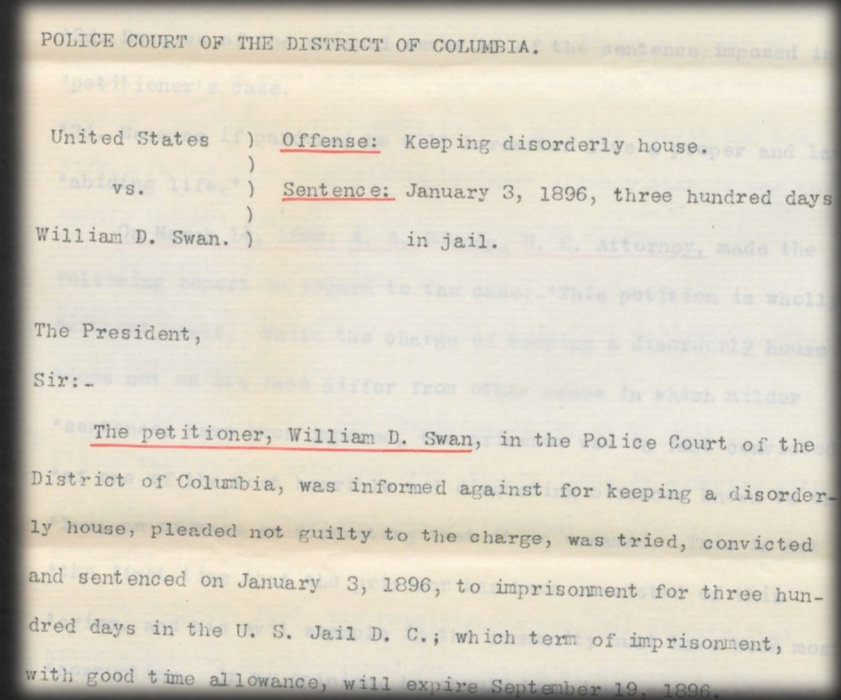 POLICE COURT OF THE DISTRICT OF COLUMBIA.
United States ) Offense: Keeping disorderly house.
)
vs. ) Sentence: January 3, 1896, three hundred days
)
William D. Swan. ) in jail.
The President,
Sir:-
The petitioner, William D. Swan, in the Police Court of the
District of Columbia, was informed against for keeping a disorder-
ly house, pleaded not guilty to the charge, was tried, convicted
and sentenced on January 3, 1896, to imprisonment for three hun-
dred days in the U. S. Jail D. C.; which term of imprisonment,
with good time allowance, will expire September 19, 1896.